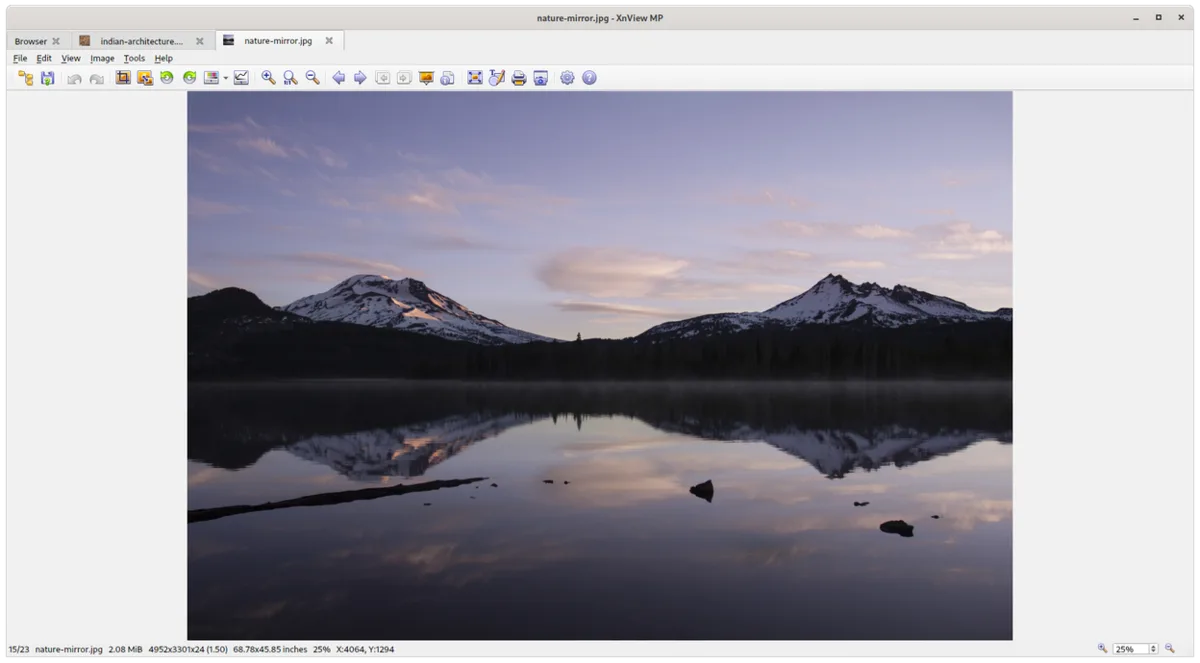 nature-mirror.jpg - XnView MP
Browser indian-architecture.... nature-mirror.jpg
File Edit View Image Tools Help
15/23 nature-mirror.jpg 2.08 MiB 4952x3301x24 (1.50) 68.78x45.85 inches 25% X:4064, Y:1294 25%